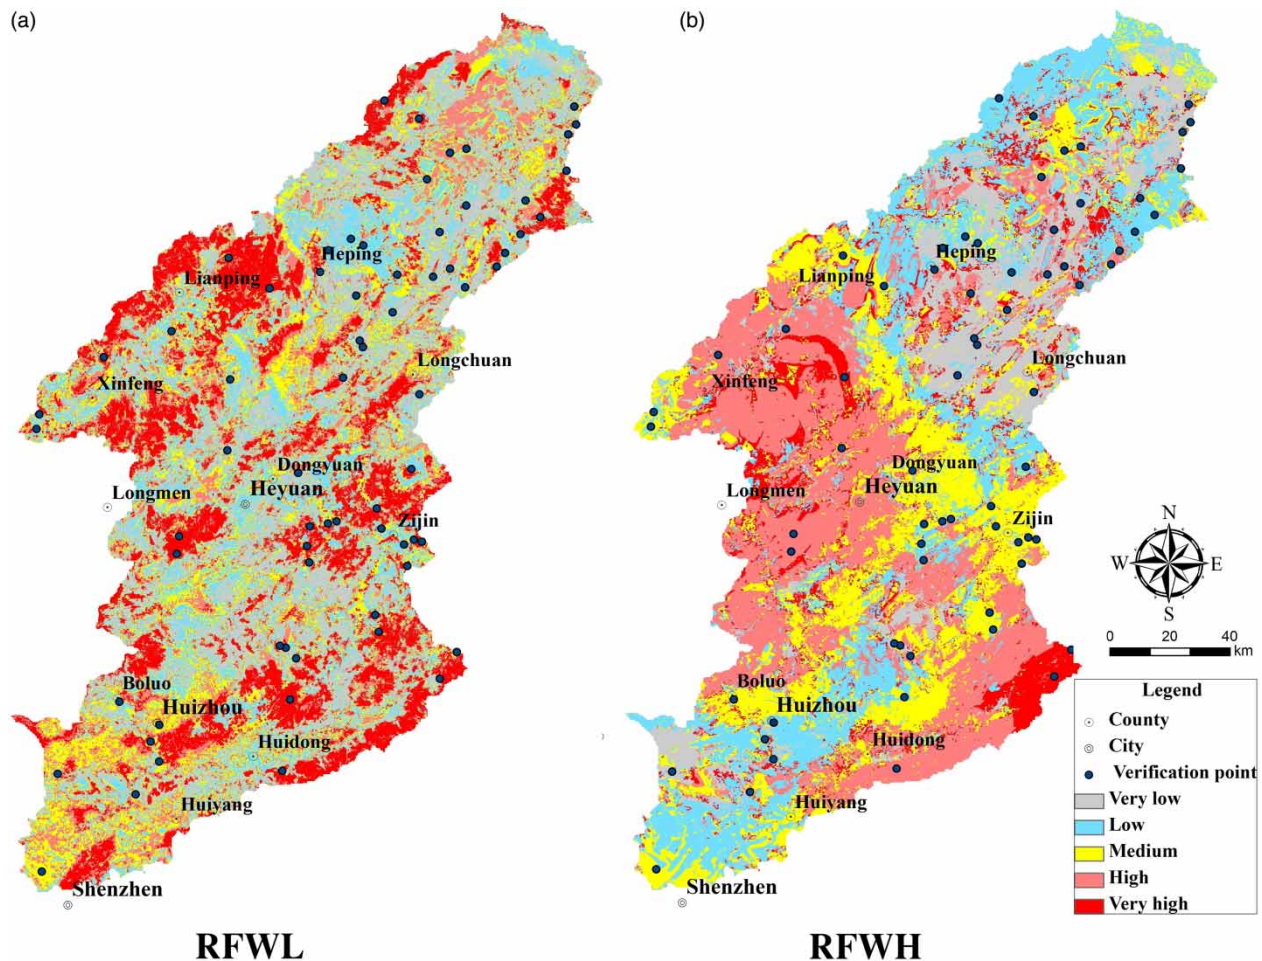 (a)
Heping
Lianping
Longchuan
Xinfeng
Dongyuan
Longmen
Heyuan
Zijin
Boluo
Huizhou
Huidong
Huiyang
Shenzhen
RFWL
(b)
Heping
Lianping
Longchuan
Xinfeng
Dongyuan
Longmen
Heyuan
Zijin
Boluo
Huizhou
Huidong
Huiyang
Shenzhen
RFWH
N
W E
S
0 20 40
km
Legend
County
City
Verification point
Very low
Low
Medium
High
Very high